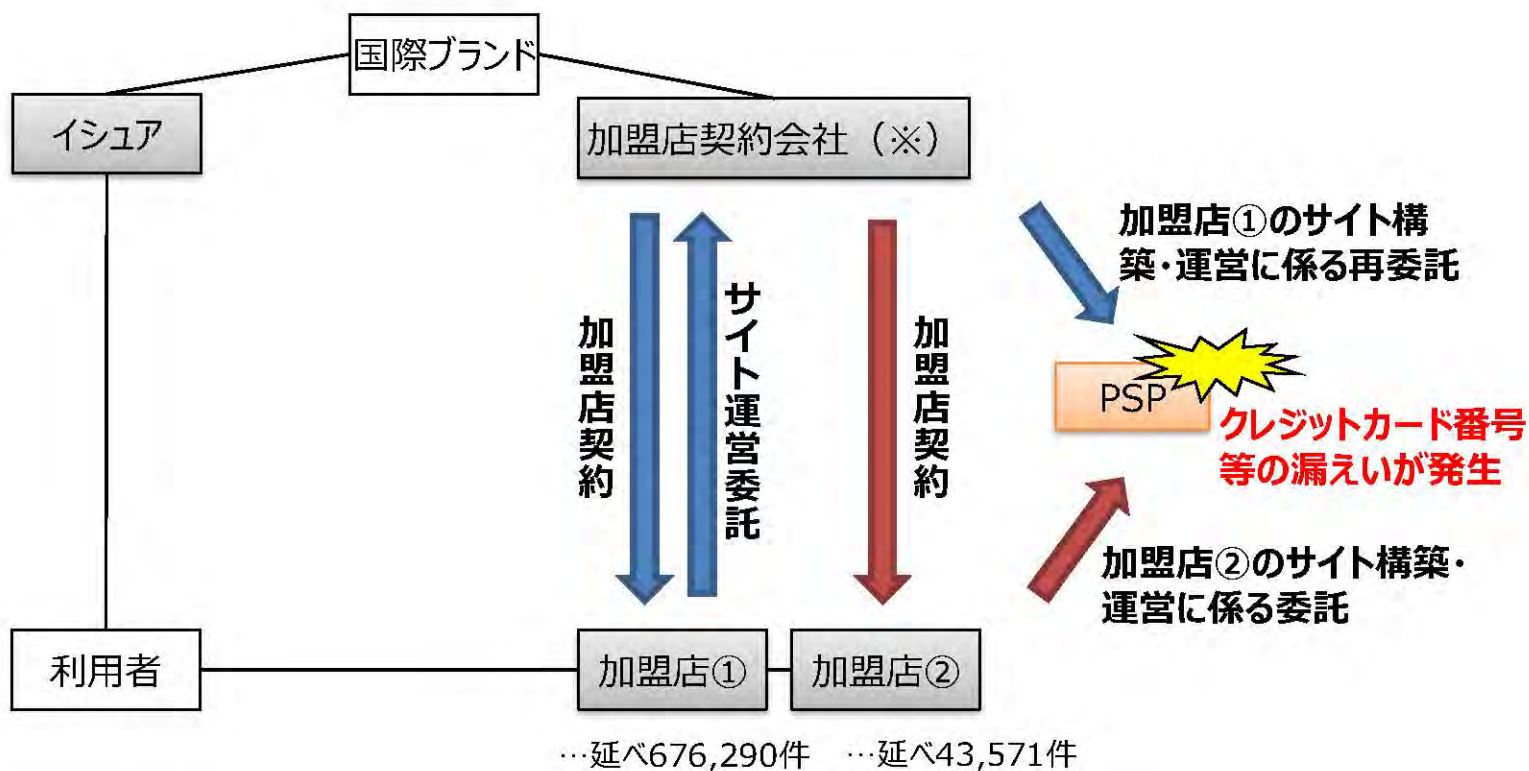 国際ブランド
イシュア
加盟店契約会社（※）
加盟店①のサイト構
築・運営に係る再委託
加盟店契約
サイト運営委託
加盟店契約
PSP
クレジットカード番号
等の漏えいが発生
加盟店②のサイト構築・
運営に係る委託
利用者
加盟店①
加盟店②
…延べ676,290件
…延べ43,571件